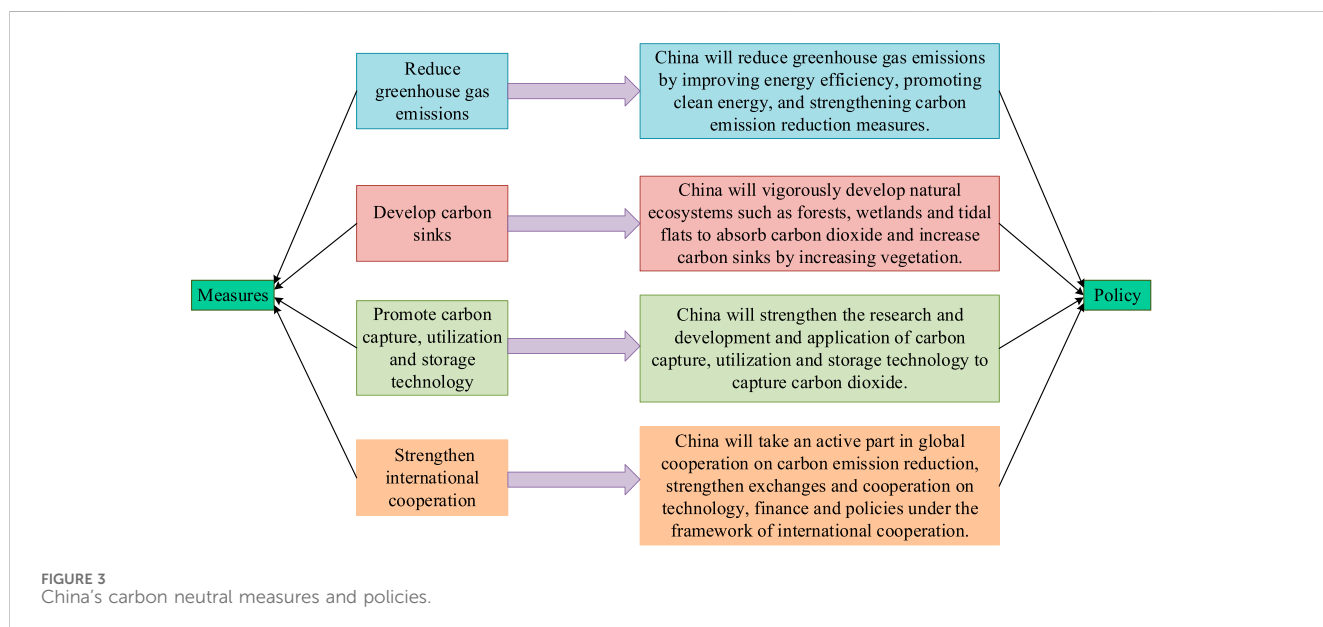 Reduce
greenhouse gas
emissions
China will reduce greenhouse gas emissions
by improving energy efficiency, promoting
clean energy, and strengthening carbon
emission reduction measures.
Develop carbon
sinks
China will vigorously develop natural
ecosystems such as forests, wetlands and tidal
flats to absorb carbon dioxide and increase
carbon sinks by increasing vegetation.
Measures
Policy
Promote carbon
capture, utilization
and storage
technology
China will strengthen the research and
development and application of carbon
capture, utilization and storage technology to
capture carbon dioxide.
Strengthen
international
cooperation
China will take an active part in global
cooperation on carbon emission reduction,
strengthen exchanges and cooperation on
technology, finance and policies under the
framework of international cooperation.
FIGURE 3
China's carbon neutral measures and policies.